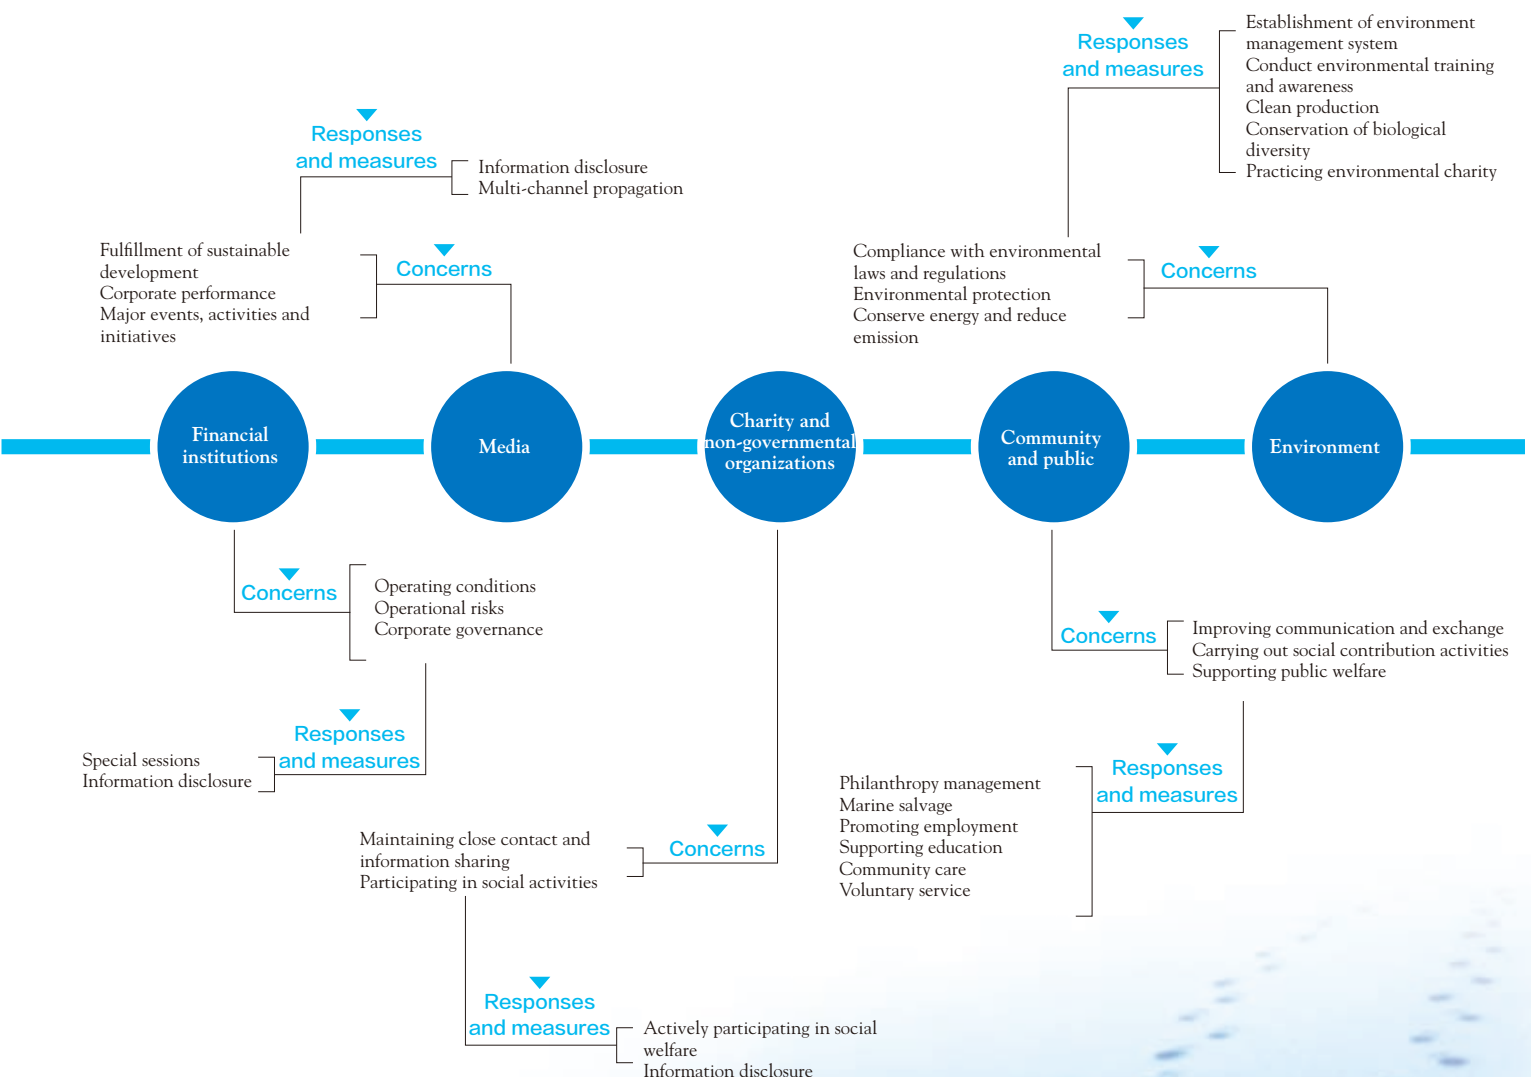 Responses
and measures
Establishment of environment
management system
Conduct environmental training
and awareness
Clean production
Conservation of biological
diversity
Practicing environmental charity
Responses
and measures
Information disclosure
Multi-channel propagation
Fulfillment of sustainable
development
Corporate performance
Major events, activities and
initiatives
Concerns
Compliance with environmental
laws and regulations
Environmental protection
Conserve energy and reduce
emission
Concerns
Financial
institutions
Media
Charity and
non-governmental
organizations
Community
and public
Environment
Concerns
Operating conditions
Operational risks
Corporate governance
Concerns
Improving communication and exchange
Carrying out social contribution activities
Supporting public welfare
Special sessions
Information disclosure
Responses
and measures
Philanthropy management
Marine salvage
Promoting employment
Supporting education
Community care
Voluntary service
Responses
and measures
Maintaining close contact and
information sharing
Participating in social activities
Concerns
Responses
and measures
Actively participating in social
welfare
Information disclosure